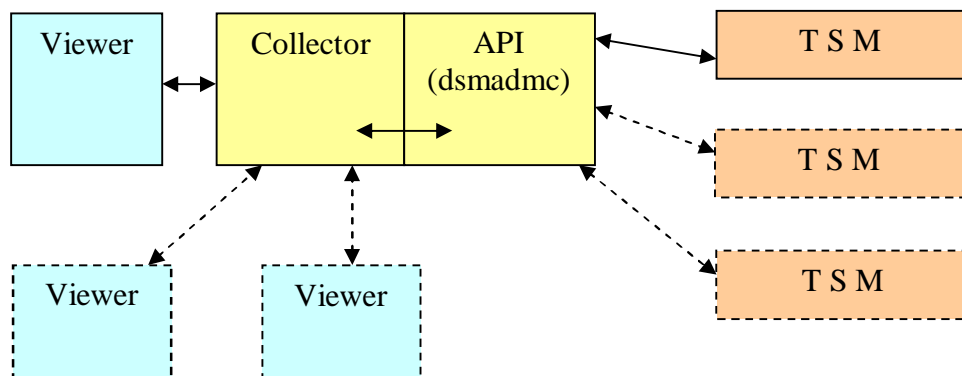 Viewer
Collector
API
(dsmadmc)
T S M
T S M
T S M
Viewer
Viewer